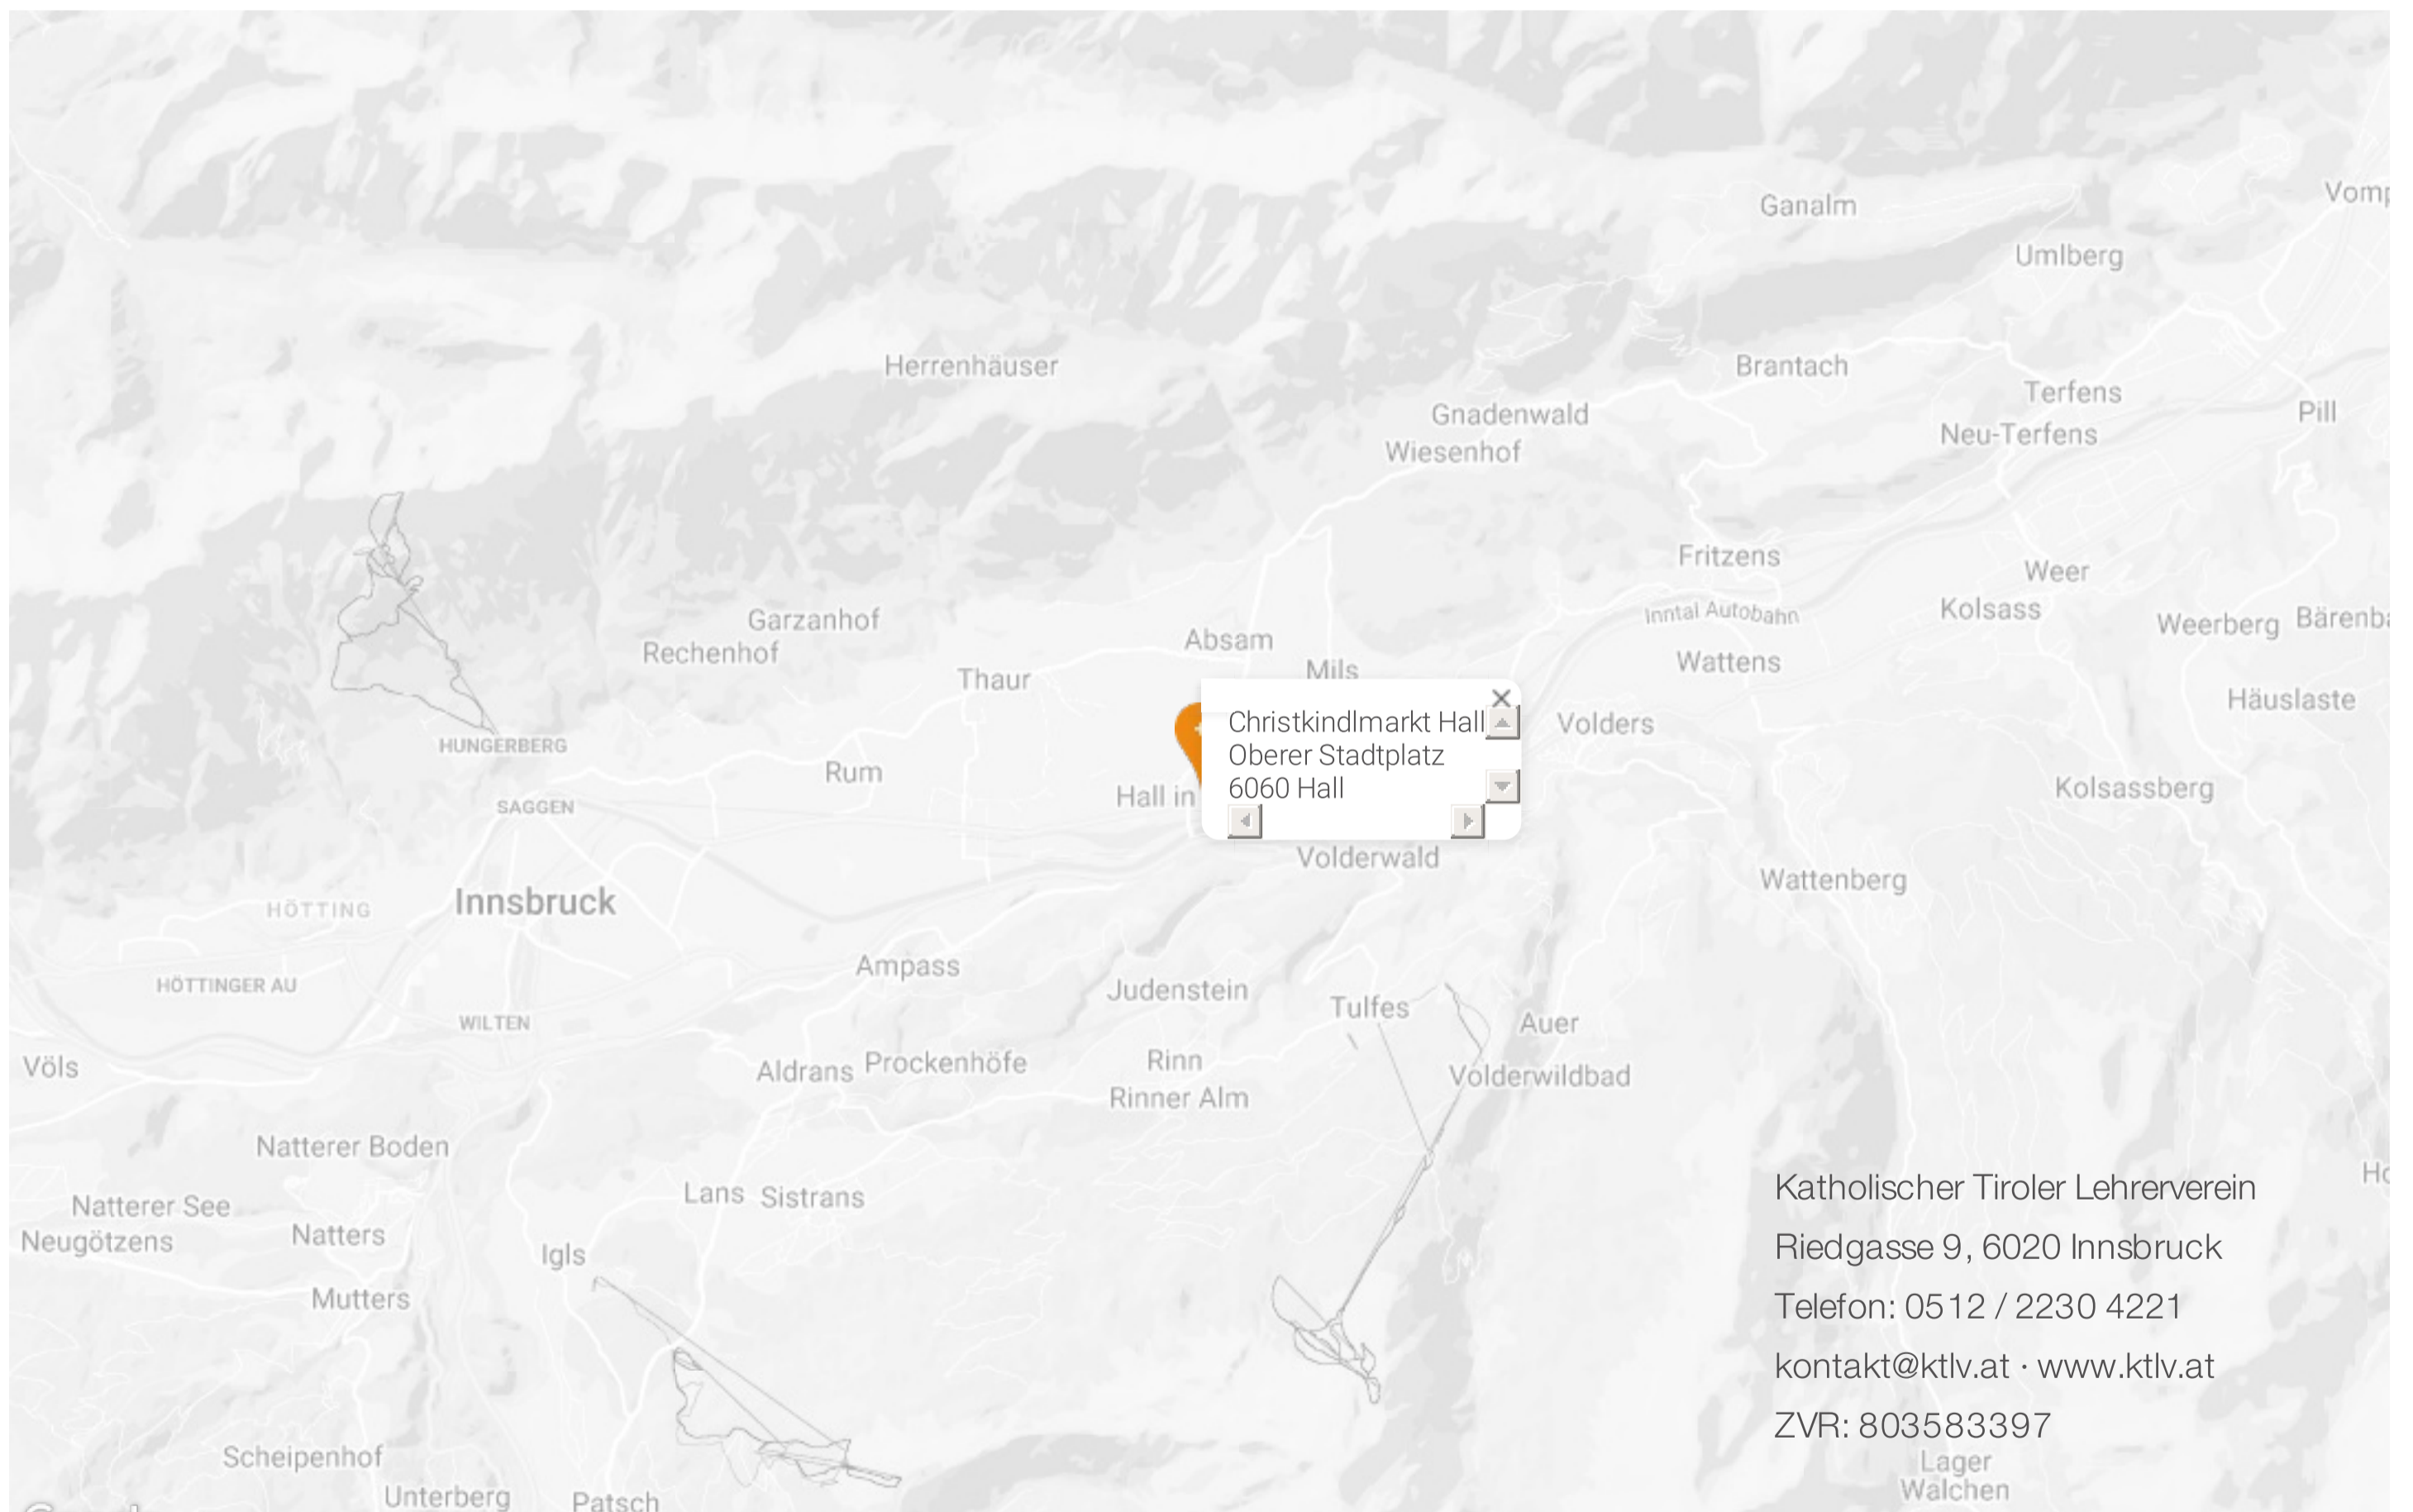 Ganalm
Vomp
Umlberg
Herrenhäuser
Brantach
Terfens
Pill
Gnadenwald
Neu-Terfens
Wiesenhof
Fritzens
Weer
Inntal Autobahn
Kolsass
Garzanhof
Weerberg
Bärenba
Absam
Rechenhof
Wattens
Mils
Thaur
Häuslaste
Christkindlmarkt Hall
Oberer Stadtplatz
6060 Hall
Volders
HUNGERBERG
Rum
Hall in
Kolsassberg
SAGGEN
Volderwald
Wattenberg
Innsbruck
HÖTTING
Ampass
HÖTTINGER AU
Judenstein
Tulfes
WILTEN
Auer
Völs
Aldrans
Prockenhöfe
Rinn
Volderwildbad
Rinner Alm
Natterer Boden
Lans
Sistrans
Natterer See
Natters
Neugötzens
Igls
Mutters
Katholischer Tiroler Lehrerverein
Riedgasse 9, 6020 Innsbruck
Telefon: 0512 / 2230 4221
kontakt@ktlv.at · www.ktlv.at
ZVR: 803583397
Scheipenhof
Lager
Walchen
Unterberg
Patsch